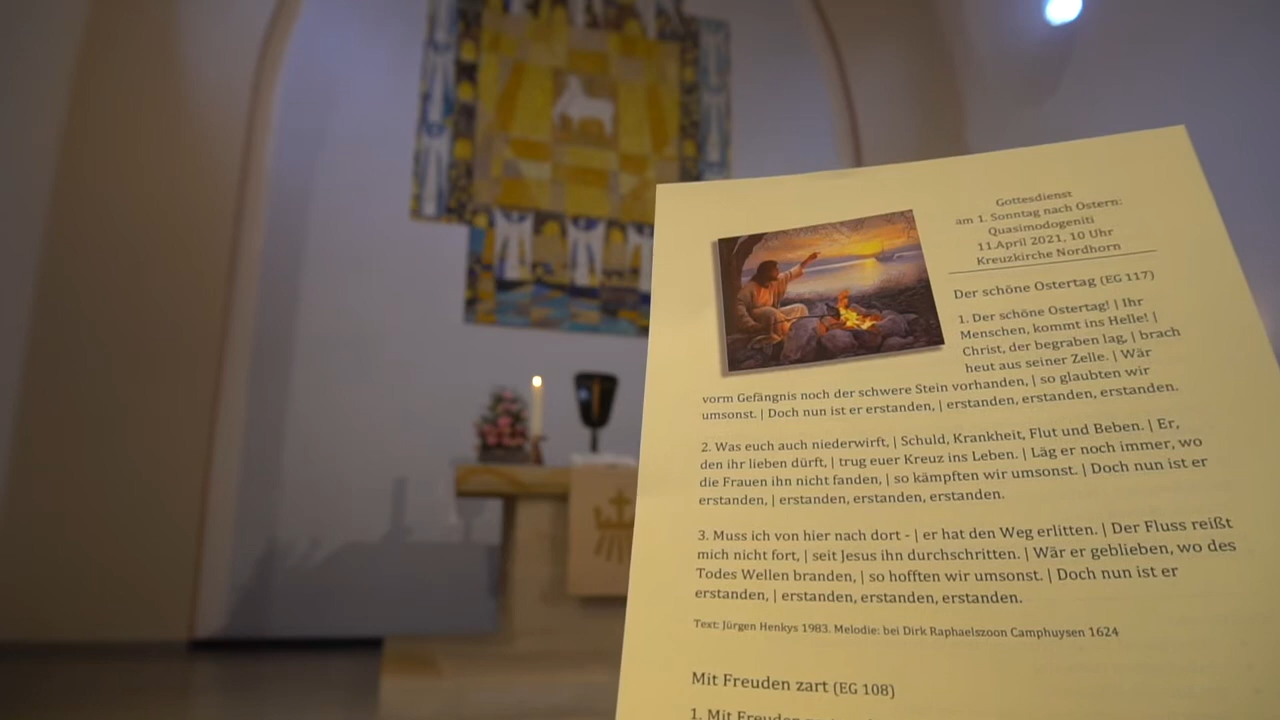 Gottesdienst
am 1. Sonntag nach Ostern:
Quasimodogeniti
11.April 2021, 10 Uhr
Kreuzkirche Nordhorn
Der schöne Ostertag (EG 117)
1. Der schöne Ostertag! | Ihr
Menschen, kommt ins Helle! |
Christ, der begraben lag, | brach
heut aus seiner Zelle. | Wär
vorm Gefängnis noch der schwere Stein vorhanden, | so glaubten wir
umsonst. | Doch nun ist er erstanden, | erstanden, erstanden, erstanden.
2. Was euch auch niederwirft, | Schuld, Krankheit, Flut und Beben. | Er,
den ihr lieben dürft, | trug euer Kreuz ins Leben. | Läg er noch immer, wo
die Frauen ihn nicht fanden, | so kämpften wir umsonst. | Doch nun ist er
erstanden, | erstanden, erstanden, erstanden.
3. Muss ich von hier nach dort - | er hat den Weg erlitten. | Der Fluss reißt
mich nicht fort, | seit Jesus ihn durchschritten. | Wär er geblieben, wo des
Todes Wellen branden, | so hofften wir umsonst. | Doch nun ist er
erstanden, | erstanden, erstanden, erstanden.
Text: Jürgen Henkys 1983. Melodie: bei Dirk Raphaelszoon Camphuysen 1624
Mit Freuden zart (EG 108)
1. Mit Freuden